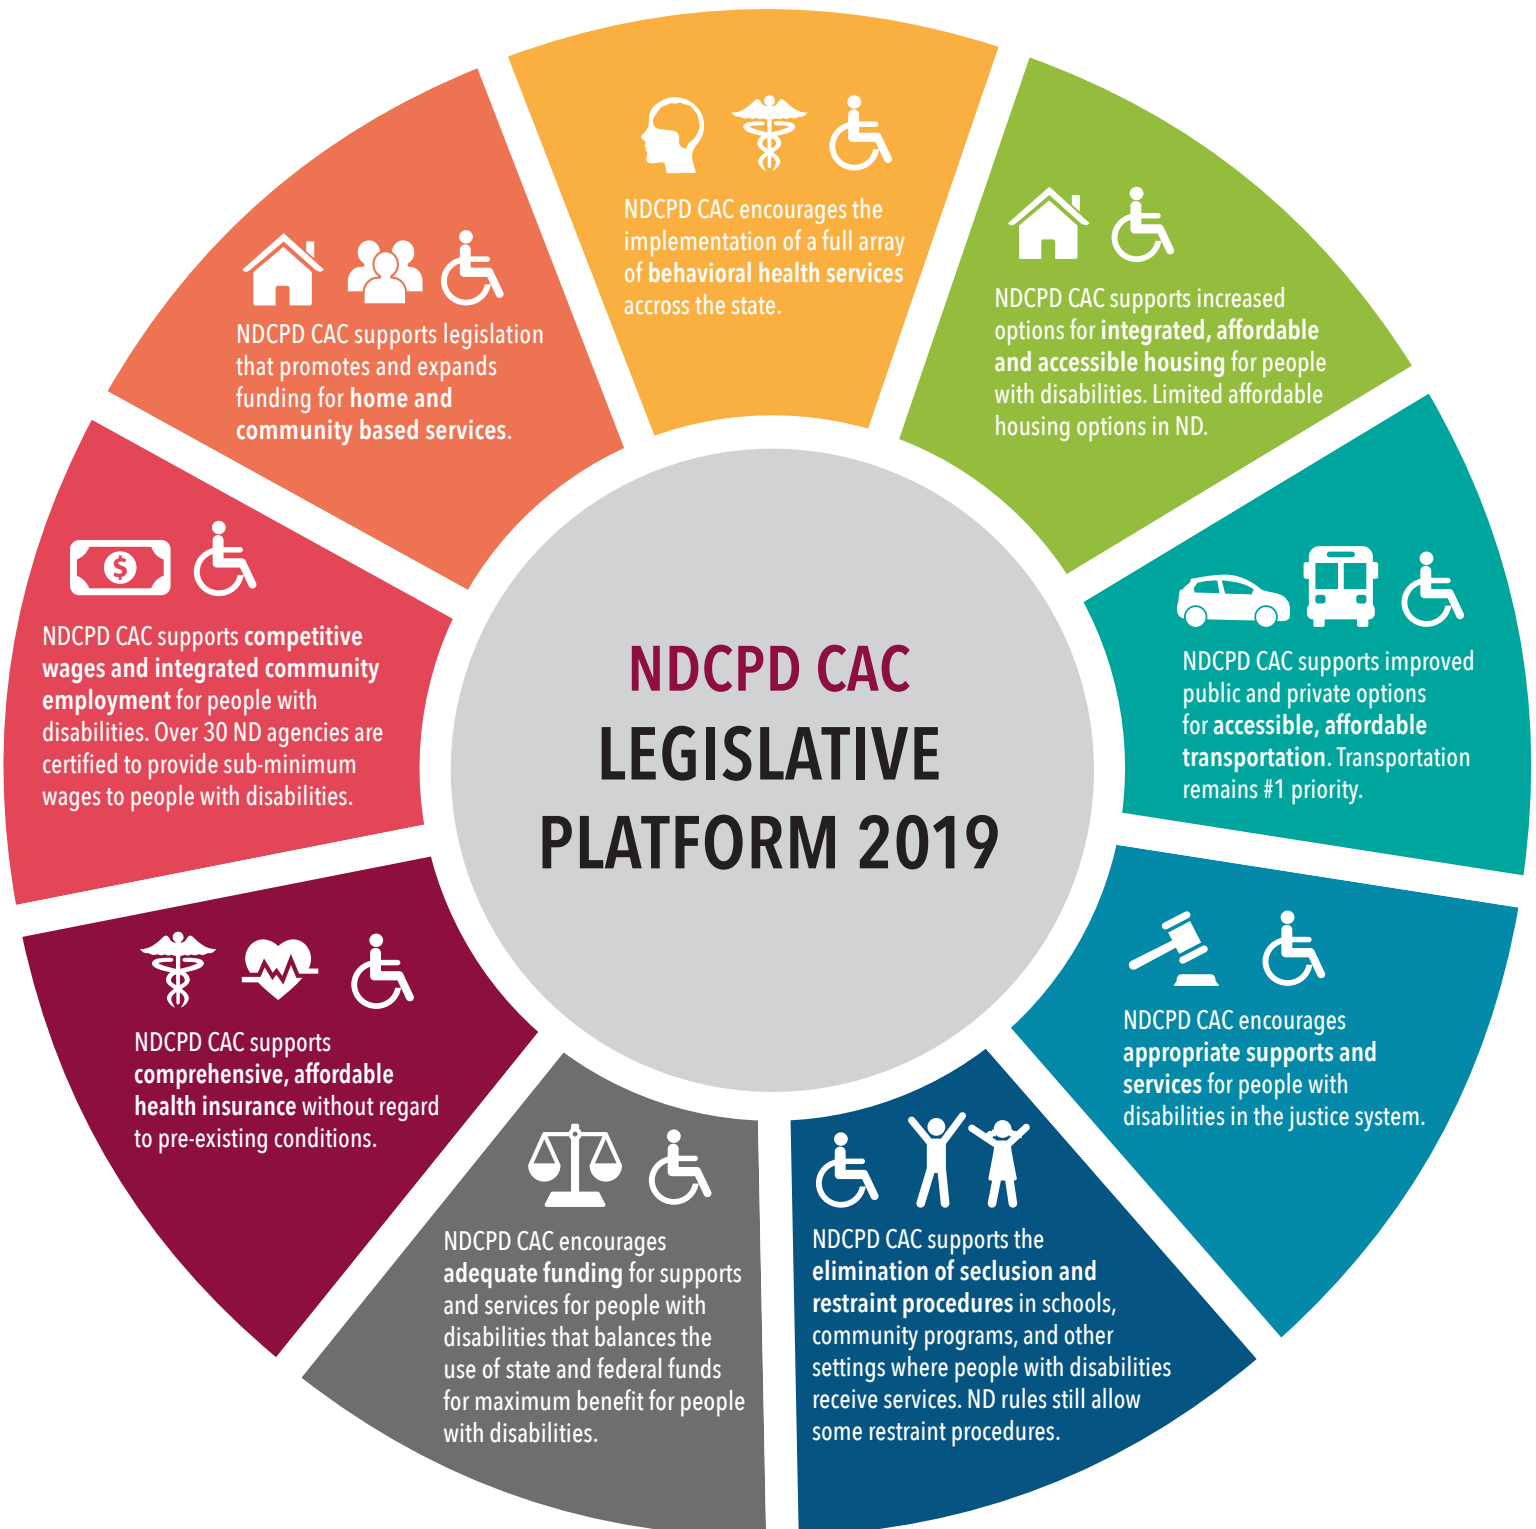 NDCPD CAC
LEGISLATIVE
PLATFORM 2019
NDCPD CAC encourages the
implementation of a full array
of behavioral health services
accross the state.
NDCPD CAC supports increased
options for integrated, affordable
and accessible housing for people
with disabilities. Limited affordable
housing options in ND.
NDCPD CAC supports improved
public and private options
for accessible, affordable
transportation. Transportation
remains #1 priority.
NDCPD CAC encourages
appropriate supports and
services for people with
disabilities in the justice system.
NDCPD CAC supports the
elimination of seclusion and
restraint procedures in schools,
community programs, and other
settings where people with disabilities
receive services. ND rules still allow
some restraint procedures.
NDCPD CAC encourages
adequate funding for supports
and services for people with
disabilities that balances the
use of state and federal funds
for maximum benefit for people
with disabilities.
NDCPD CAC supports
comprehensive, affordable
health insurance without regard
to pre-existing conditions.
$
NDCPD CAC supports competitive
wages and integrated community
employment for people with
disabilities. Over 30 ND agencies are
certified to provide sub-minimum
wages to people with disabilities.
NDCPD CAC supports legislation
that promotes and expands
funding for home and
community based services.